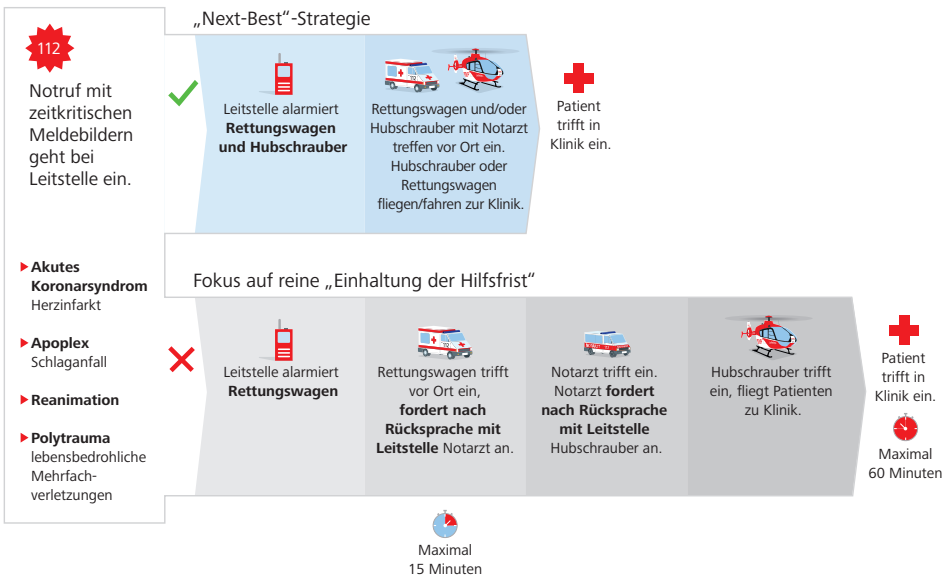 112
Notruf mit
zeitkritischen
Meldebildern
geht bei
Leitstelle ein.
▶ Akutes
Koronarsyndrom
Herzinfarkt
▶ Apoplex
Schlaganfall
▶ Reanimation
▶ Polytrauma
lebensbedrohliche
Mehrfach-
verletzungen
„Next-Best"-Strategie
Leitstelle alarmiert
Rettungswagen
und Hubschrauber
Rettungswagen und/oder
Hubschrauber mit Notarzt
treffen vor Ort ein.
Hubschrauber oder
Rettungswagen
fliegen/fahren zur Klinik.
Patient
trifft in
Klinik ein.
Fokus auf reine „Einhaltung der Hilfsfrist"
Leitstelle alarmiert
Rettungswagen
Rettungswagen trifft
vor Ort ein,
fordert nach
Rücksprache mit
Leitstelle Notarzt an.
Notarzt trifft ein.
Notarzt fordert
nach Rücksprache
mit Leitstelle
Hubschrauber an.
Hubschrauber trifft
ein, fliegt Patienten
zu Klinik.
Patient
trifft in
Klinik ein.
Maximal
60 Minuten
Maximal
15 Minuten